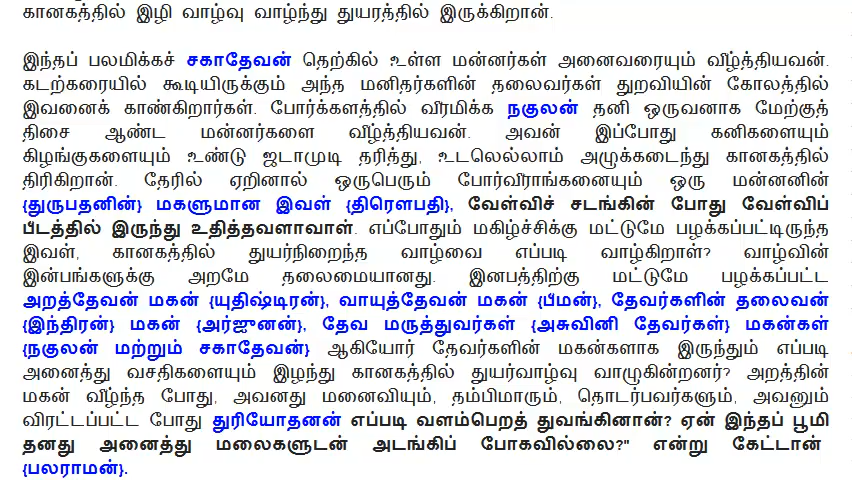 கானகத்தில் இழி வாழ்வு வாழ்ந்து துயரத்தில் இருக்கிறான்.
இந்தப் பலமிக்கச் சகாதேவன் தெற்கில் உள்ள மன்னர்கள் அனைவரையும் வீழ்த்தியவன்.
கடற்கரையில் கூடியிருக்கும் அந்த மனிதர்களின் தலைவர்கள் துறவியின் கோலத்தில்
இவனைக் காண்கிறார்கள். போர்க்களத்தில் வீரமிக்க நகுலன் தனி ஒருவனாக மேற்குத்
திசை ஆண்ட மன்னர்களை வீழ்த்தியவன். அவன் இப்போது கனிகளையும்
கிழங்குகளையும் உண்டு ஜடாமுடி தரித்து, உடலெல்லாம் அழுக்கடைந்து கானகத்தில்
திரிகிறான். தேரில் ஏறினால் ஒருபெரும் போர்வீராங்கனையும் ஒரு மன்னனின்
{துருபதனின்} மகளுமான இவள் {திரௌபதி}, வேள்விச் சடங்கின் போது வேள்விப்
பீடத்தில் இருந்து உதித்தவளாவாள். எப்போதும் மகிழ்ச்சிக்கு மட்டுமே பழக்கப்பட்டிருந்த
இவள், கானகத்தில் துயர்நிறைந்த வாழ்வை எப்படி வாழ்கிறாள்? வாழ்வின்
இன்பங்களுக்கு அறமே தலைமையானது. இனபத்திற்கு மட்டுமே பழக்கப்பட்ட
அறத்தேவன் மகன் {யுதிஷ்டிரன்}, வாயுத்தேவன் மகன் {பீமன்}, தேவர்களின் தலைவன்
{இந்திரன்} மகன் {அர்ஜுனன்}, தேவ மருத்துவர்கள் {அசுவினி தேவர்கள்} மகன்கள்
{நகுலன் மற்றும் சகாதேவன்} ஆகியோர் தேவர்களின் மகன்களாக இருந்தும் எப்படி
அனைத்து வசதிகளையும் இழந்து கானகத்தில் துயர்வாழ்வு வாழுகின்றனர்? அறத்தின்
மகன் வீழ்ந்த போது, அவனது மனைவியும், தம்பிமாரும், தொடர்பவர்களும், அவனும்
விரட்டப்பட்ட போது துரியோதனன் எப்படி வளம்பெறத் துவங்கினான்? ஏன் இந்தப் பூமி
தனது அனைத்து மலைகளுடன் அடங்கிப் போகவில்லை?" என்று கேட்டான்
{பலராமன்}.